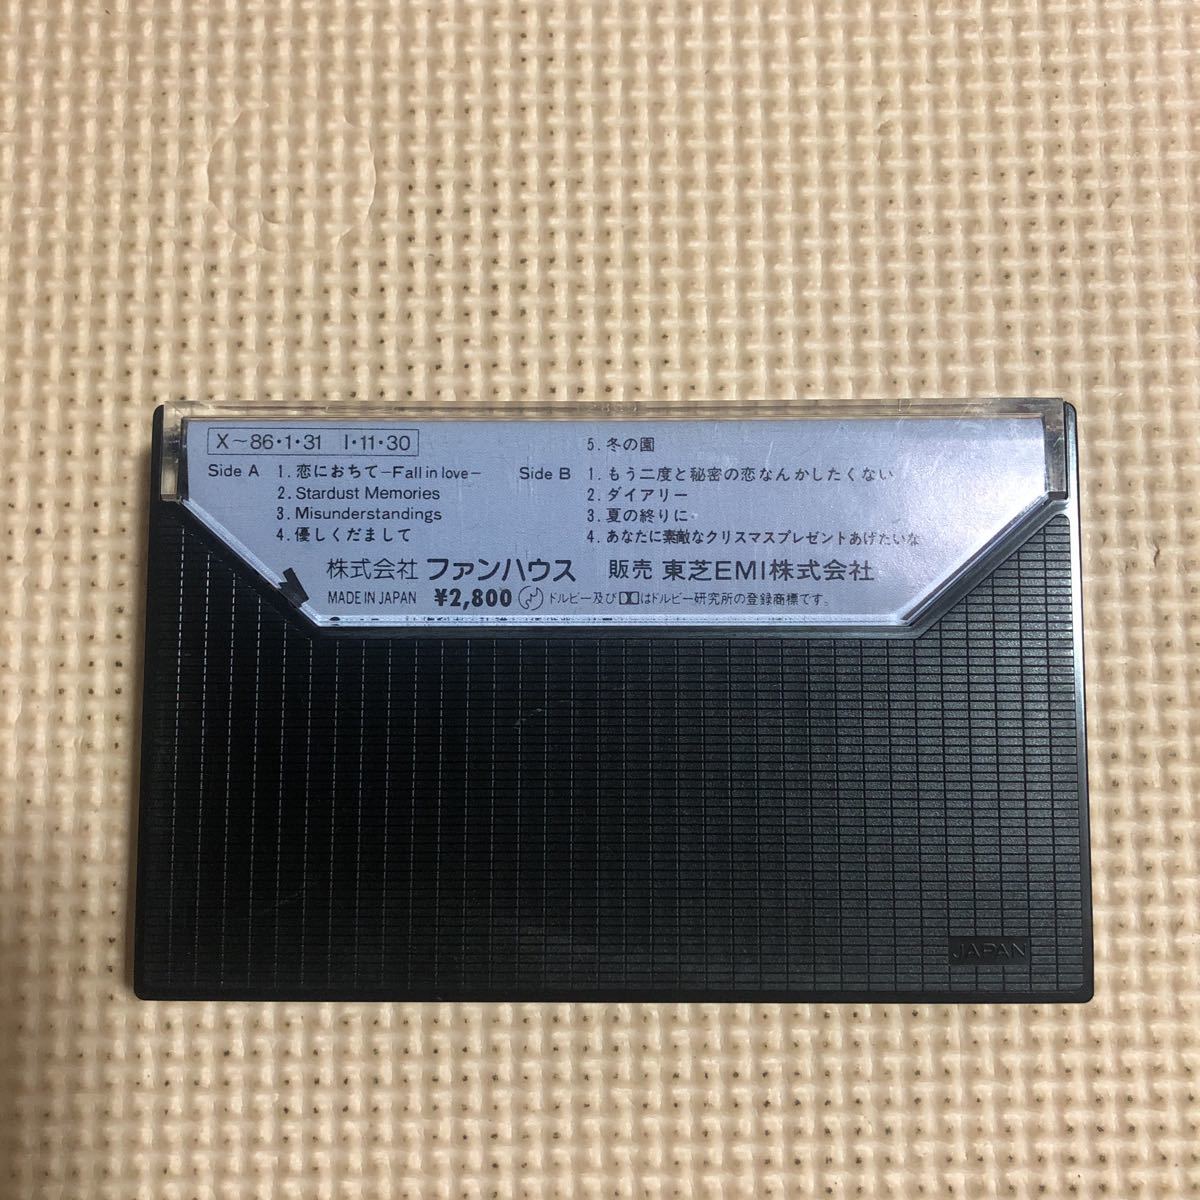 X～86・1・31 I・11・30
Side A 1. 恋におちて－Fall in love－
2. Stardust Memories
3. Misunderstandings
4. 優しくだまして
5. 冬の園
Side B 1. もう二度と秘密の恋なんかしたくない
2. ダイアリー
3. 夏の終りに
4. あなたに素敵なクリスマスプレゼントあげたいな
株式会社 ファンハウス 販売 東芝EMI株式会社
MADE IN JAPAN ¥2,800 ドルビー及びはドルビー研究所の登録商標です。
JAPAN